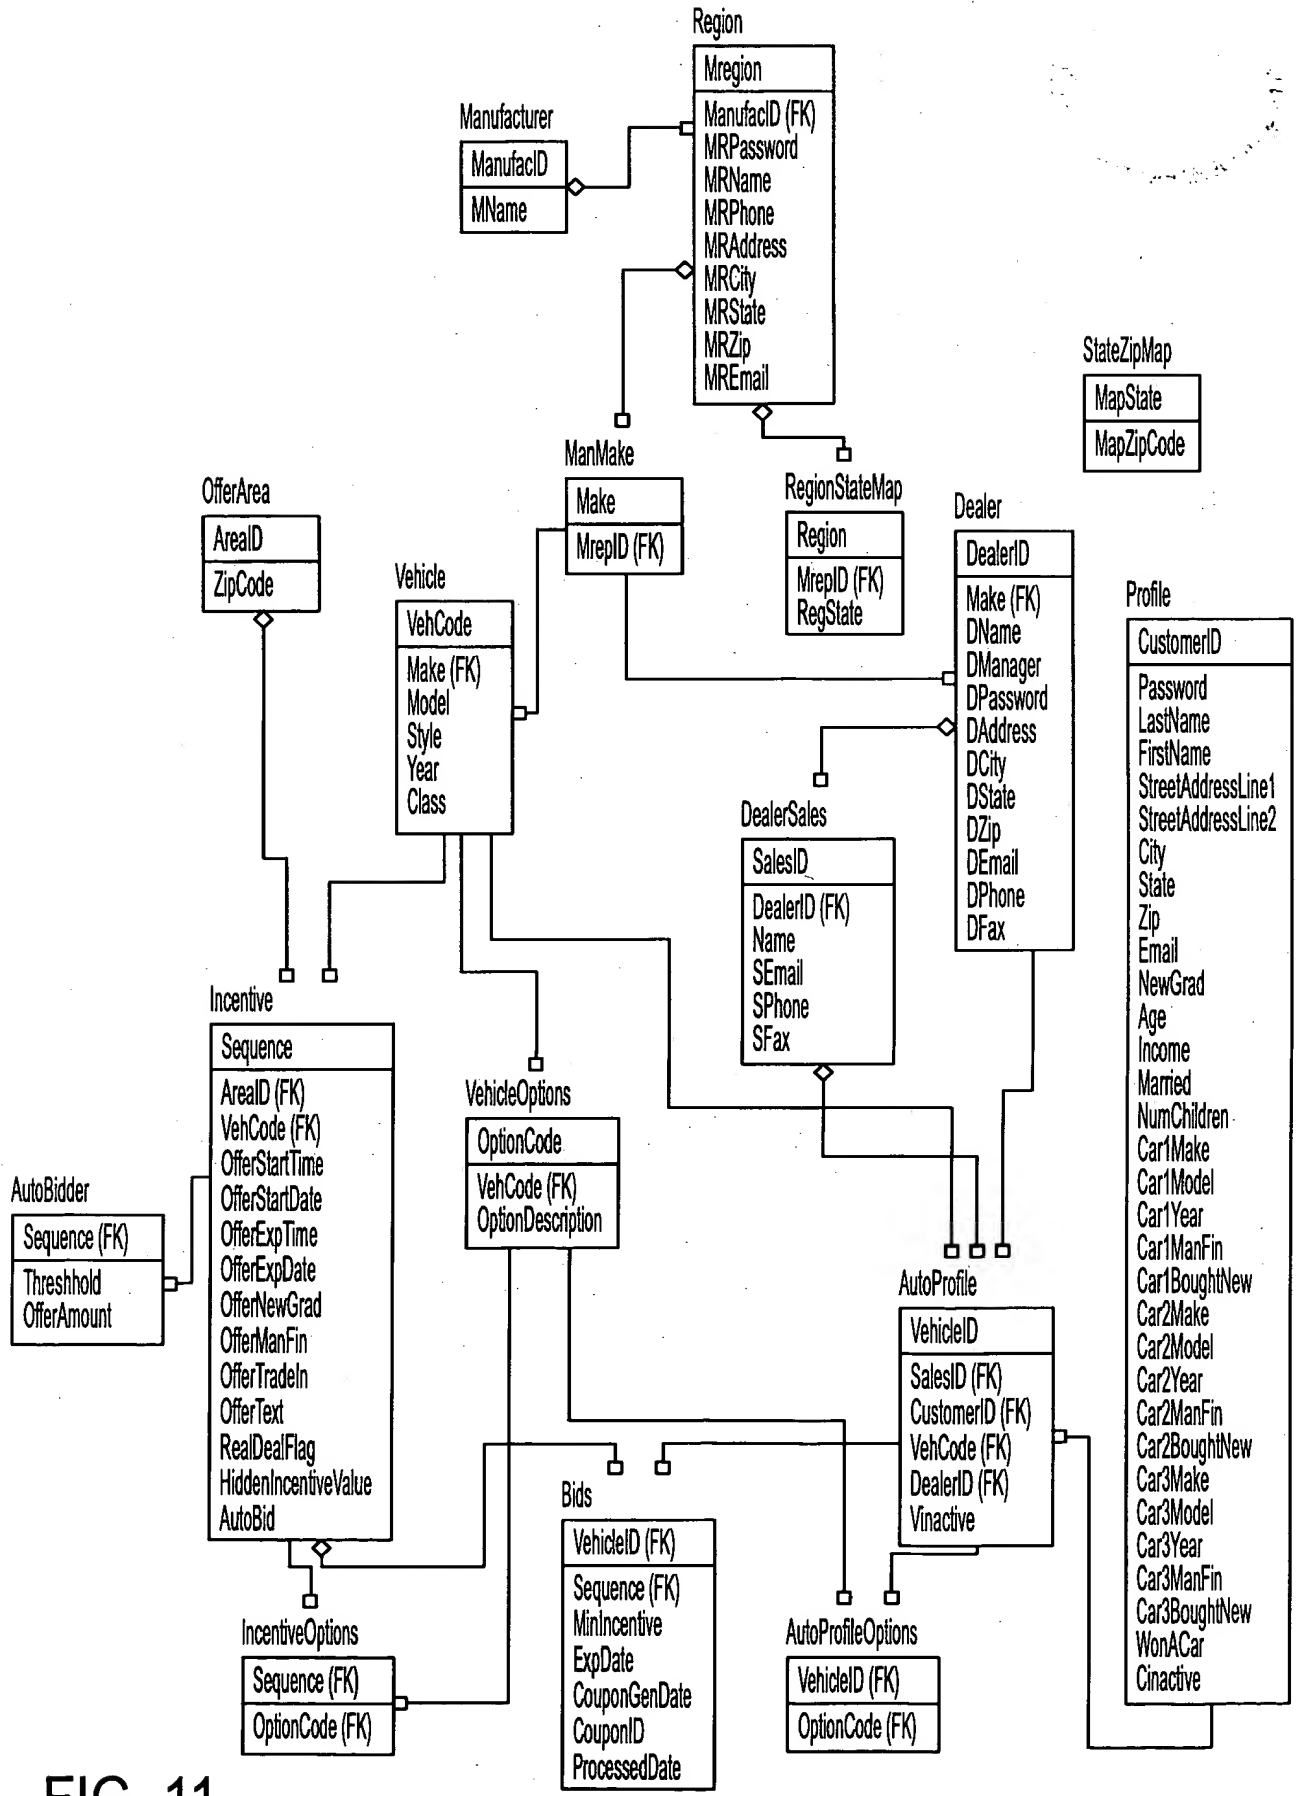 Region
Mregion
ManufacID (FK)
MRPassword
MRName
MRPhone
MRAddress
MRCity
MRState
MRZip
MREmail
Manufacturer
ManufacID
MName
StateZipMap
MapState
MapZipCode
ManMake
Make
MrepID (FK)
RegionStateMap
Region
MrepID (FK)
RegState
OfferArea
AreaID
ZipCode
Vehicle
VehCode
Make (FK)
Model
Style
Year
Class
Dealer
DealerID
Make (FK)
DName
DManager
DPassword
DAddress
DCity
DState
DZip
DEmail
DPhone
DFax
Profile
CustomerID
Password
LastName
FirstName
StreetAddressLine1
StreetAddressLine2
City
State
Zip
Email
NewGrad
Age
Income
Married
NumChildren
Car1Make
Car1Model
Car1Year
Car1ManFin
Car1BoughtNew
Car2Make
Car2Model
Car2Year
Car2ManFin
Car2BoughtNew
Car3Make
Car3Model
Car3Year
Car3ManFin
Car3BoughtNew
WonACar
Cinactive
DealerSales
SalesID
DealerID (FK)
Name
SEmail
SPhone
SFax
Incentive
Sequence
AreaID (FK)
VehCode (FK)
OfferStartTime
OfferStartDate
OfferExpTime
OfferExpDate
OfferNewGrad
OfferManFin
OfferTradeIn
OfferText
RealDealFlag
HiddenIncentiveValue
AutoBid
VehicleOptions
OptionCode
VehCode (FK)
OptionDescription
AutoBidder
Sequence (FK)
Threshhold
OfferAmount
AutoProfile
VehicleID
SalesID (FK)
CustomerID (FK)
VehCode (FK)
DealerID (FK)
Vinactive
Bids
VehicleID (FK)
Sequence (FK)
MinIncentive
ExpDate
CouponGenDate
CouponID
ProcessedDate
IncentiveOptions
Sequence (FK)
OptionCode (FK)
AutoProfileOptions
VehicleID (FK)
OptionCode (FK)
FIG. 11